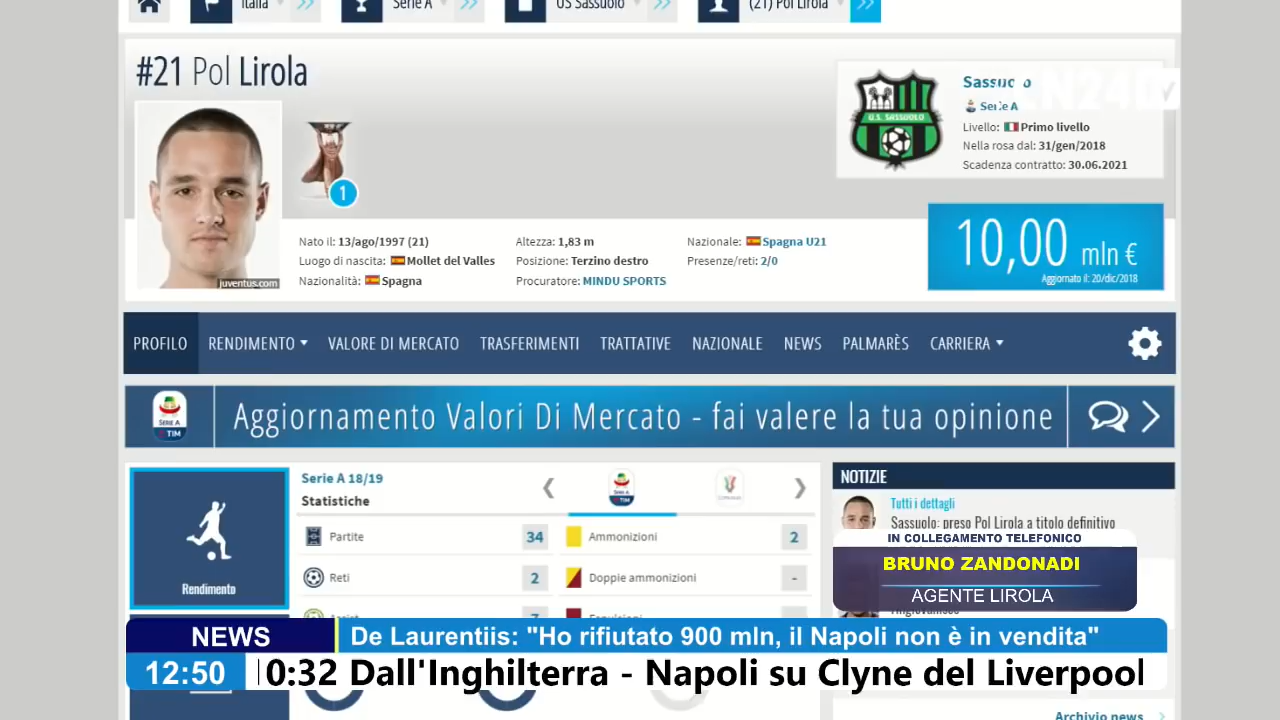 Italia
Serie A
US Sassuolo
(21) Pol Lirola
#21 Pol Lirola
juventus.com
1
U.S. SASSUOLO
Sassuolo
Serie A
Livello: Primo livello
Nella rosa dal: 31/gen/2018
Scadenza contratto: 30.06.2021
Nato il: 13/ago/1997 (21)
Luogo di nascita: Mollet del Valles
Nazionalità: Spagna
Altezza: 1,83 m
Posizione: Terzino destro
Procuratore: MINDU SPORTS
Nazionale: Spagna U21
Presenze/reti: 2/0
10,00 mln €
Aggiornato il: 20/dic/2018
PROFILO RENDIMENTO VALORE DI MERCATO TRASFERIMENTI TRATTATIVE NAZIONALE NEWS PALMARÈS CARRIERA
SERIE A
TIM
Aggiornamento Valori Di Mercato - fai valere la tua opinione
Rendimento
Serie A 18/19
Statistiche
SERIE A
TIM
Partite 34
Ammonizioni 2
Reti 2
Doppie ammonizioni -
NOTIZIE
Tutti i dettagli
Sassuolo: preso Pol Lirola a titolo definitivo
IN COLLEGAMENTO TELEFONICO
BRUNO ZANDONADI
AGENTE LIROLA
NEWS
De Laurentiis: "Ho rifiutato 900 mln, il Napoli non è in vendita"
12:50
0:32 Dall'Inghilterra - Napoli su Clyne del Liverpool
Archivio news